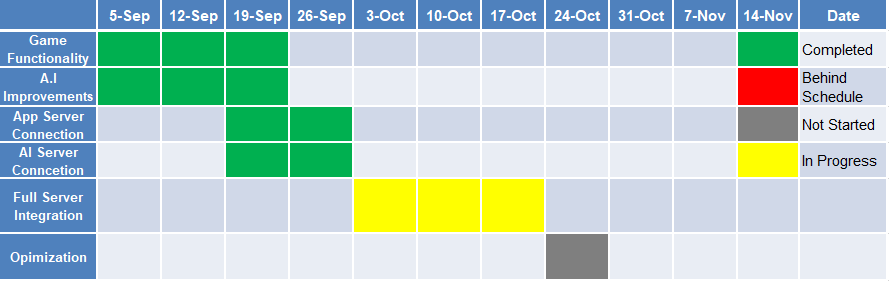 5-Sep 12-Sep 19-Sep 26-Sep 3-Oct 10-Oct 17-Oct 24-Oct 31-Oct 7-Nov 14-Nov Date
Game
Functionality
Completed
A.I
Improvements
Behind
Schedule
App Server
Connection
Not Started
AI Server
Conncetion
In Progress
Full Server
Integration
Opimization